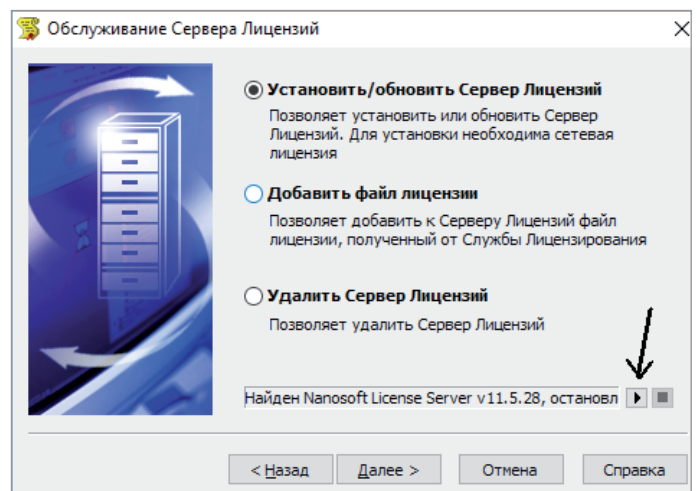 Обслуживание Сервера Лицензий
Установить/обновить Сервер Лицензий
Позволяет установить или обновить Сервер
Лицензий. Для установки необходима сетевая
лицензия
Добавить файл лицензии
Позволяет добавить к Серверу Лицензий файл
лицензии, полученный от Службы Лицензирования
Удалить Сервер Лицензий
Позволяет удалить Сервер Лицензий
Найден Nanosoft License Server v11.5.28, остановл
< Назад Далее > Отмена Справка